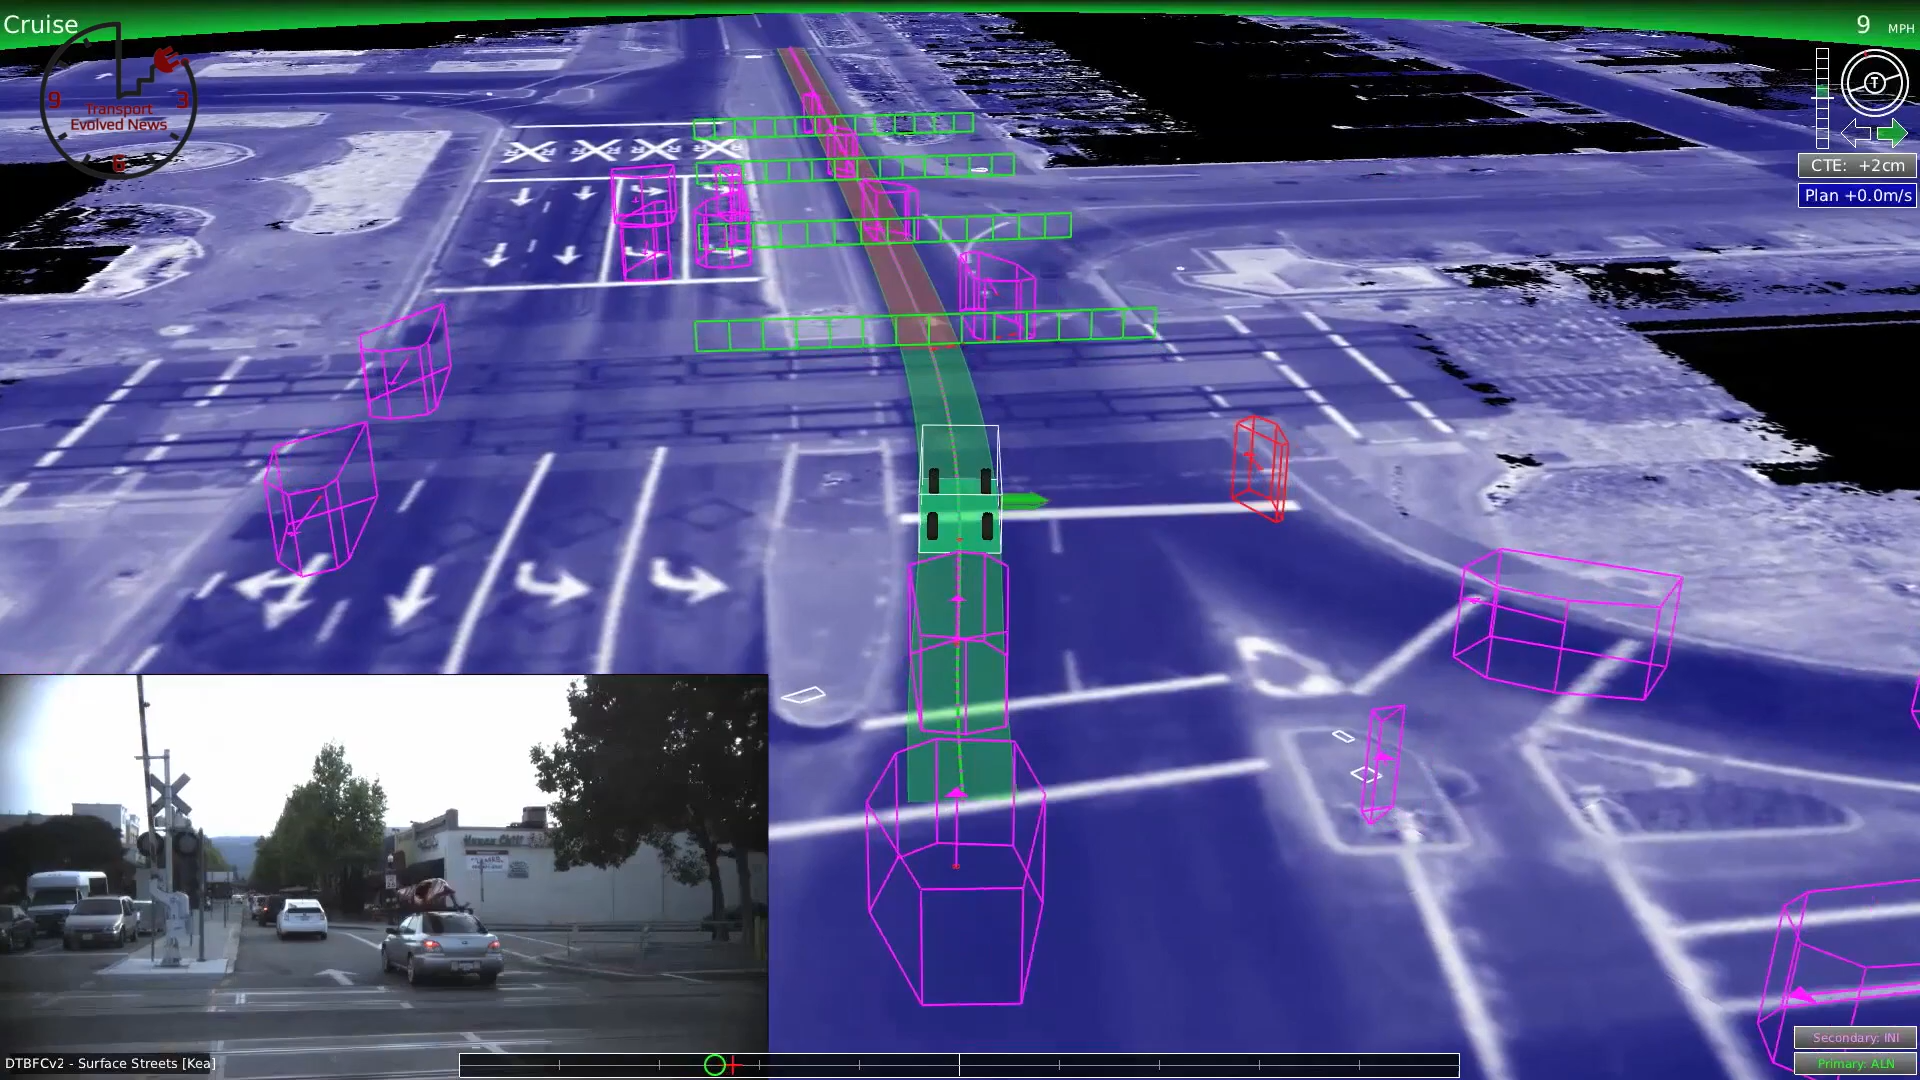 Cruise
9 MPH
9
3
Transport
Evolved News
6
T
CTE: +2cm
Plan +0.0m/s
DTBFCv2 - Surface Streets [Kea]
Secondary: INI
Primary: ALN